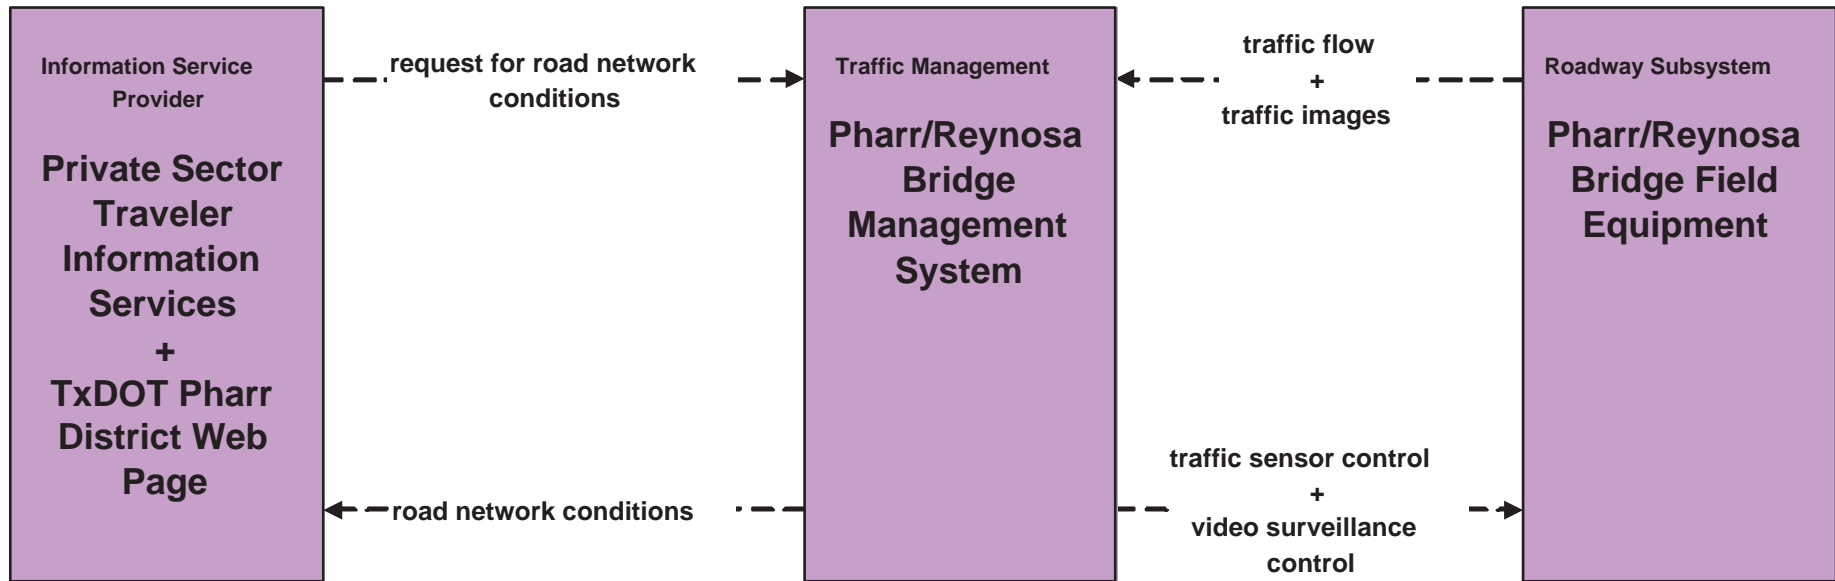 Information Service
Provider
Private Sector
Traveler
Information
Services
+
TxDOT Pharr
District Web
Page
request for road network
conditions
road network conditions
Traffic Management
Pharr/Reynosa
Bridge
Management
System
traffic flow
+
traffic images
traffic sensor control
+
video surveillance
control
Roadway Subsystem
Pharr/Reynosa
Bridge Field
Equipment